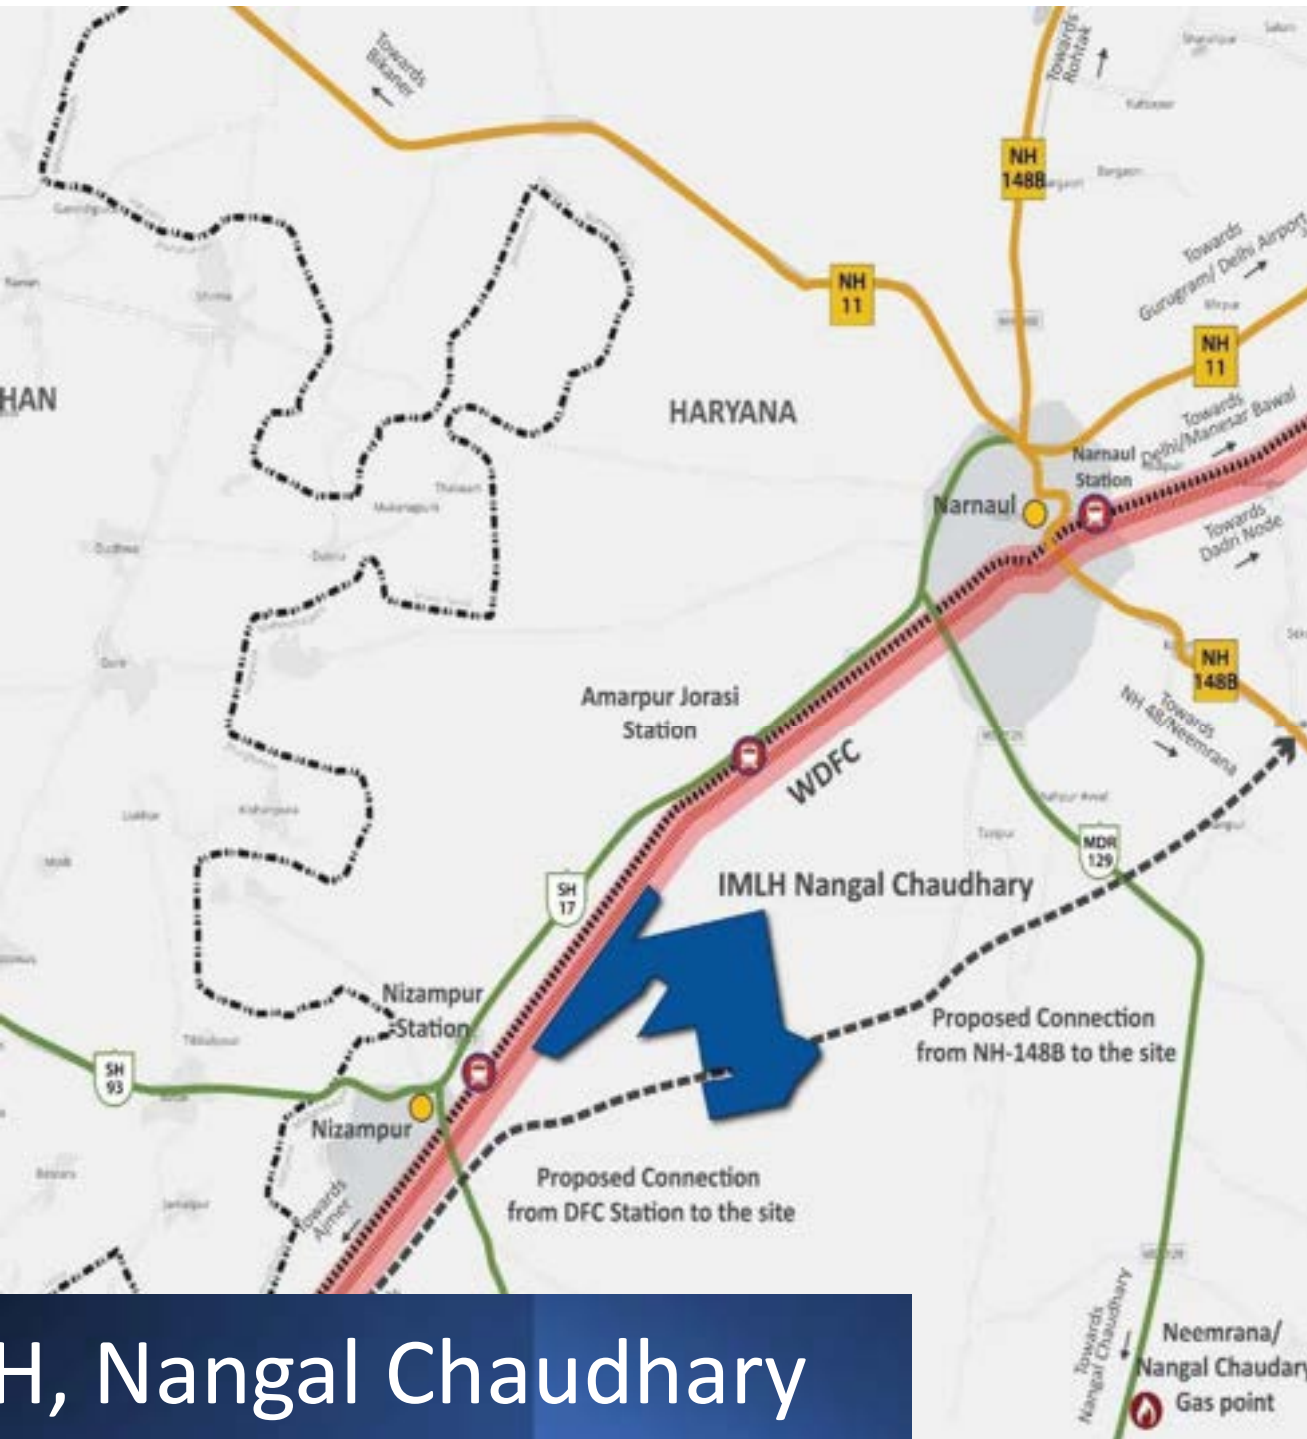 Towards
Bikaner
Towards
Rohtak
NH
148B
Towards
Gurugram/ Delhi Airport
NH
11
NH
11
HAN
HARYANA
Towards
Delhi/Manesar Bawal
Narnaul
Station
Narnaul
Towards
Dadri Node
NH
148B
Towards
NH 48/Neemrana
Amarpur Jorasi
Station
WDFC
MDR
129
SH
17
IMLH Nangal Chaudhary
Nizampur
Station
Proposed Connection
from NH-148B to the site
SH
93
Nizampur
Proposed Connection
from DFC Station to the site
Towards
Ajmer
Towards
Nangal Chaudhary
Neemrana/
Nangal Chaudary
Gas point
H, Nangal Chaudhary